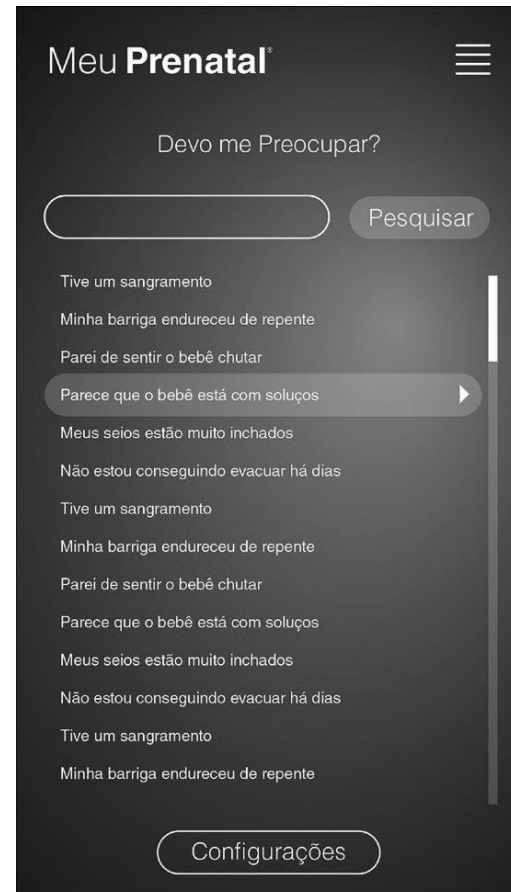 Meu Prenatal®
Devo me Preocupar?
Pesquisar
Tive um sangramento
Minha barriga endureceu de repente
Parei de sentir o bebê chutar
Parece que o bebê está com soluços
Meus seios estão muito inchados
Não estou conseguindo evacuar há dias
Tive um sangramento
Minha barriga endureceu de repente
Parei de sentir o bebê chutar
Parece que o bebê está com soluços
Meus seios estão muito inchados
Não estou conseguindo evacuar há dias
Tive um sangramento
Minha barriga endureceu de repente
Configurações